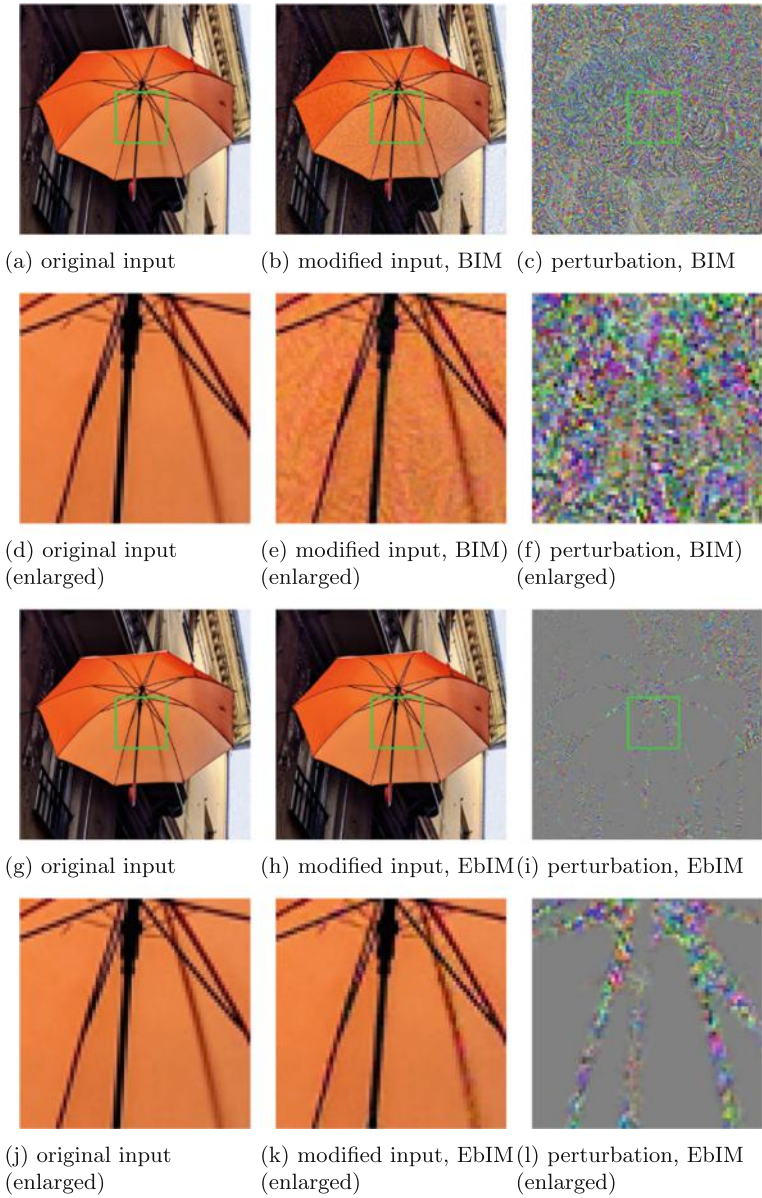 (a) original input
(b) modified input, BIM
(c) perturbation, BIM
(d) original input
(enlarged)
(e) modified input, BIM)
(enlarged)
(f) perturbation, BIM)
(enlarged)
(g) original input
(h) modified input, EbIM
(i) perturbation, EbIM
(j) original input
(enlarged)
(k) modified input, EbIM
(enlarged)
(l) perturbation, EbIM
(enlarged)